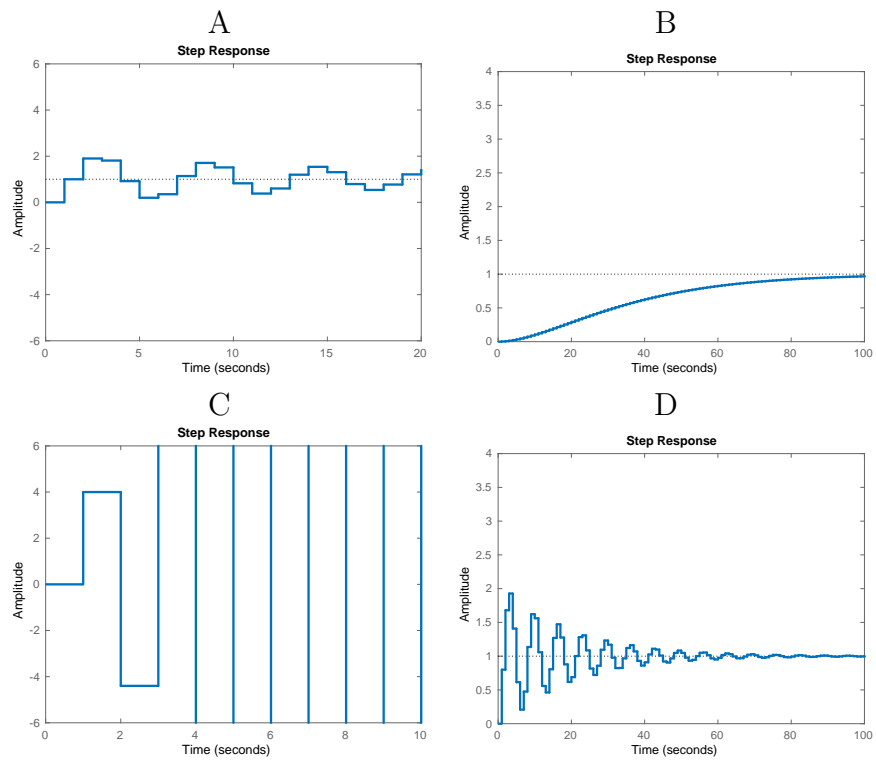 A
Step Response
6
4
2
0
-2
-4
-6
Amplitude
0 5 10 15 20
Time (seconds)
B
Step Response
4
3.5
3
2.5
2
1.5
1
0.5
0
Amplitude
0 20 40 60 80 100
Time (seconds)
C
Step Response
6
4
2
0
-2
-4
-6
Amplitude
0 2 4 6 8 10
Time (seconds)
D
Step Response
4
3.5
3
2.5
2
1.5
1
0.5
0
Amplitude
0 20 40 60 80 100
Time (seconds)